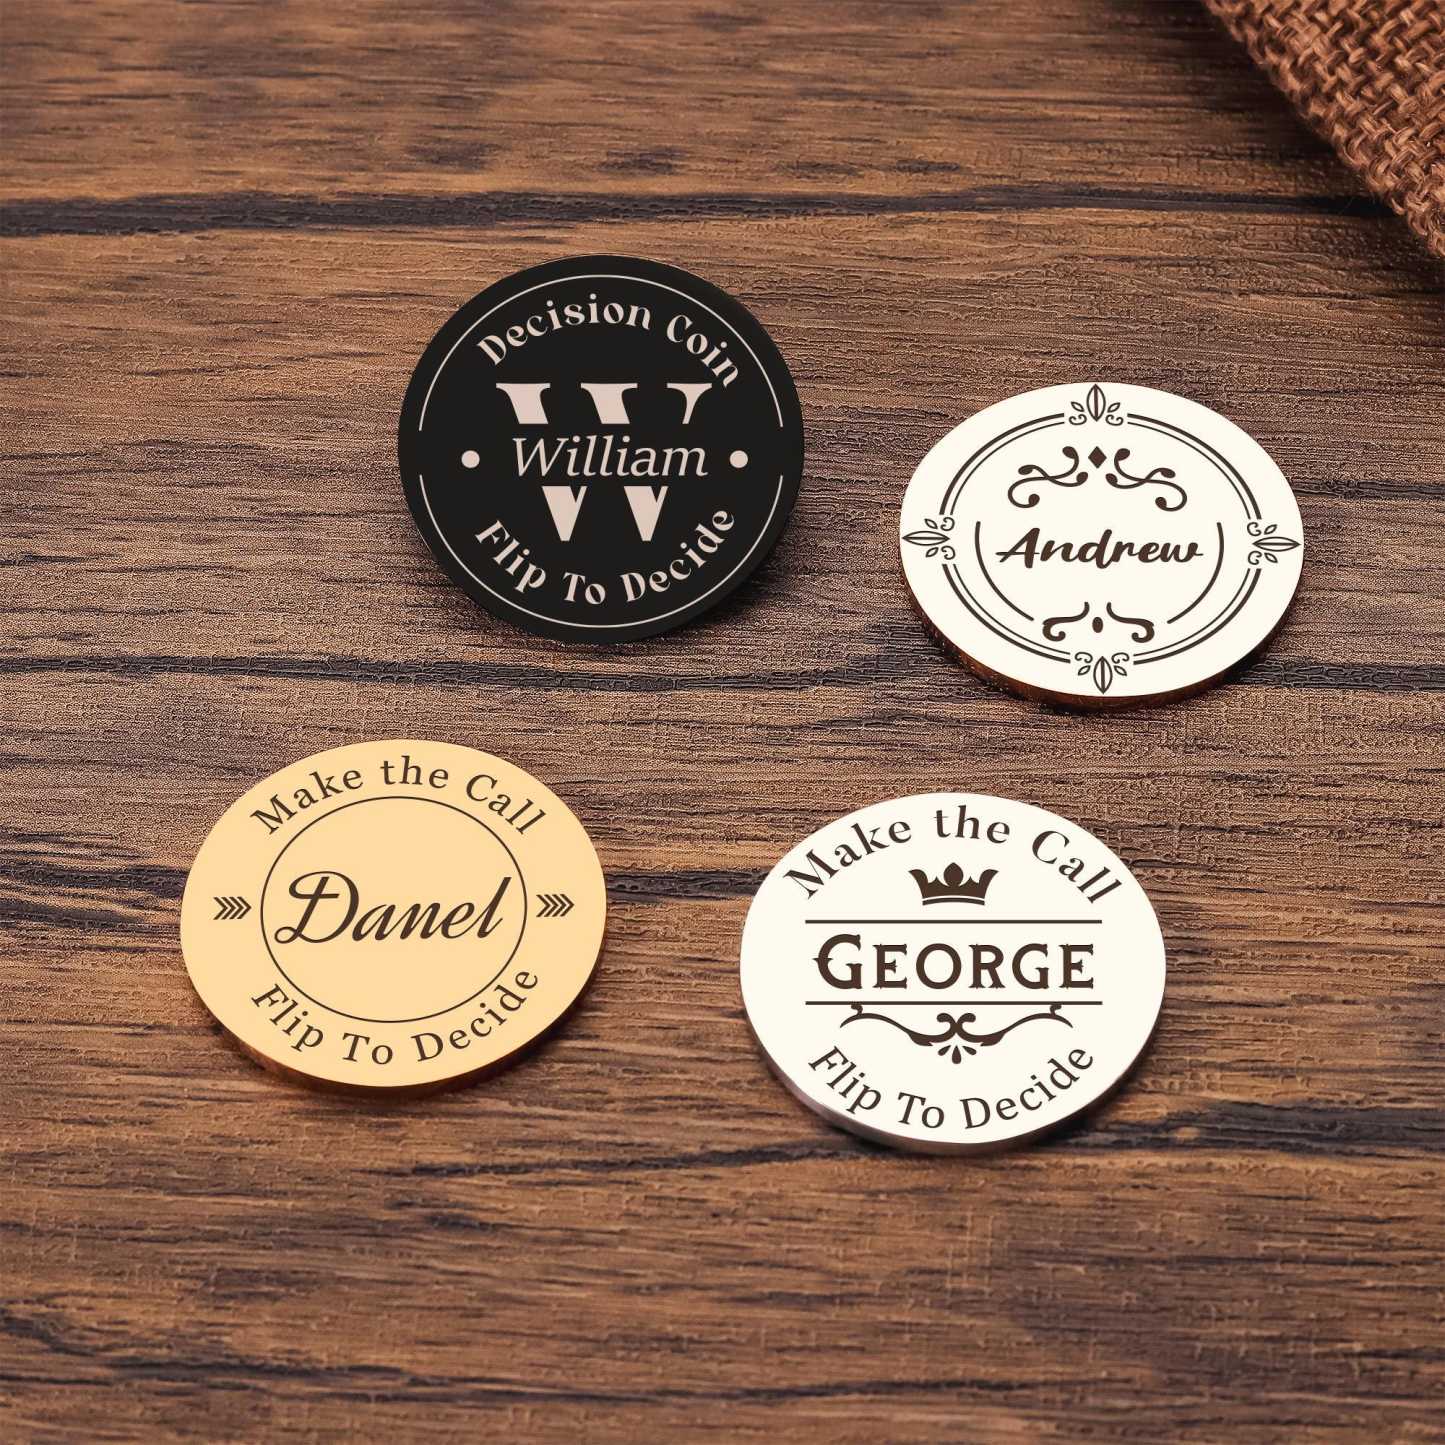 Decision Coin
W
William
Flip To Decide
Andrew
Make the Call
Danel
Flip To Decide
Make the Call
GEORGE
Flip To Decide